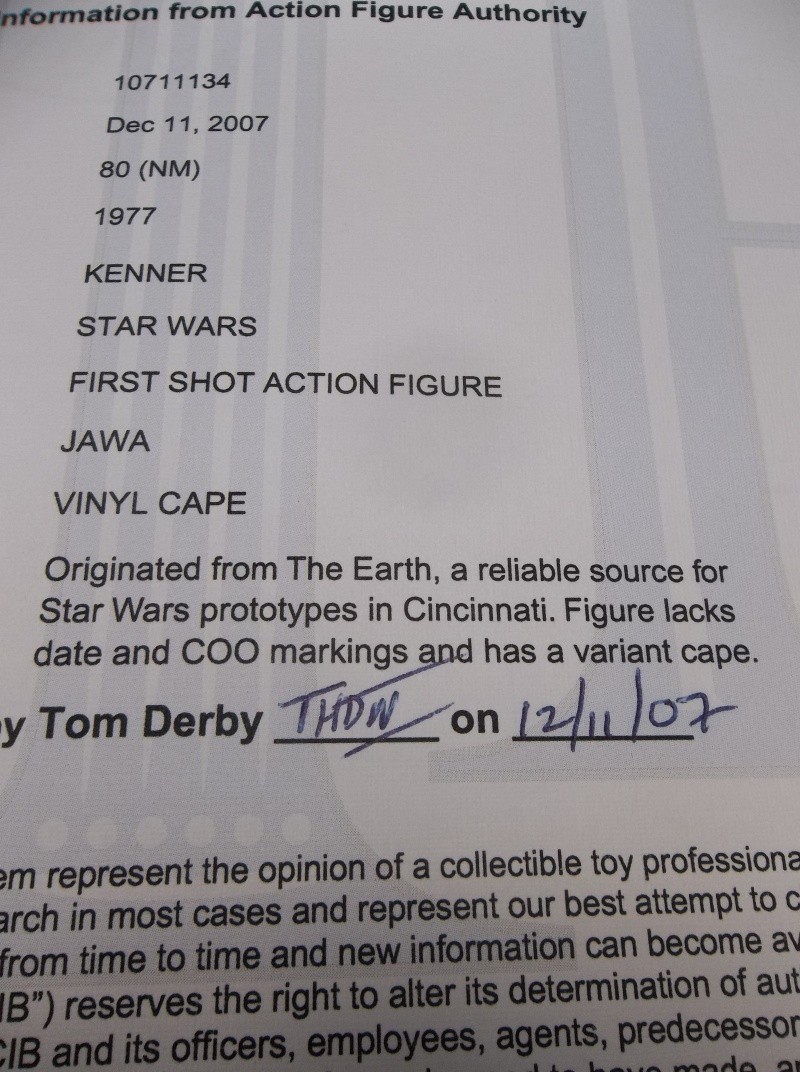 nformation from Action Figure Authority
10711134
Dec 11, 2007
80 (NM)
1977
KENNER
STAR WARS
FIRST SHOT ACTION FIGURE
JAWA
VINYL CAPE
Originated from The Earth, a reliable source for
Star Wars prototypes in Cincinnati. Figure lacks
date and COO markings and has a variant cape.
y Tom Derby THDW on 12/11/07
em represent the opinion of a collectible toy professiona
arch in most cases and represent our best attempt to c
from time to time and new information can become av
IB") reserves the right to alter its determination of aut
CIB and its officers, employees, agents, predecessor
to have made, a